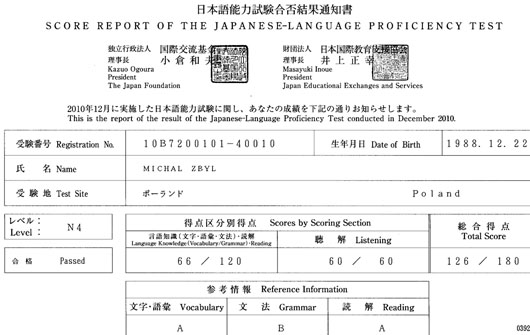 日本語能力試験合否結果通知書
SCORE REPORT OF THE JAPANESE-LANGUAGE PROFICIENCY TEST
独立行政法人 国際交流基金
理事長 小倉和夫
Kazuo Ogoura
President
The Japan Foundation
財団法人 日本国際教育支援協会
理事長 井上正幸
Masayuki Inoue
President
Japan Educational Exchanges and Services
2010年12月に実施した日本語能力試験に関し、あなたの成績を下記の通りお知らせします。
This is the report of the result of the Japanese-Language Proficiency Test conducted in December 2010.
受験番号 Registration No. 10B7200101-40010 生年月日 Date of Birth 1988.12.22
氏 名 Name MICHAL ZBYL
受験地 Test Site ポーランド Poland
レベル:
Level: N4
合格 Passed
得点区分別得点 Scores by Scoring Section
言語知識(文字・語彙・文法)・読解
Language Knowledge(Vocabulary/Grammar)・Reading
聴 解 Listening
66 / 120
60 / 60
総合得点
Total Score
126 / 180
参考情報 Reference Information
文字・語彙 Vocabulary 文 法 Grammar 読 解 Reading
A B A